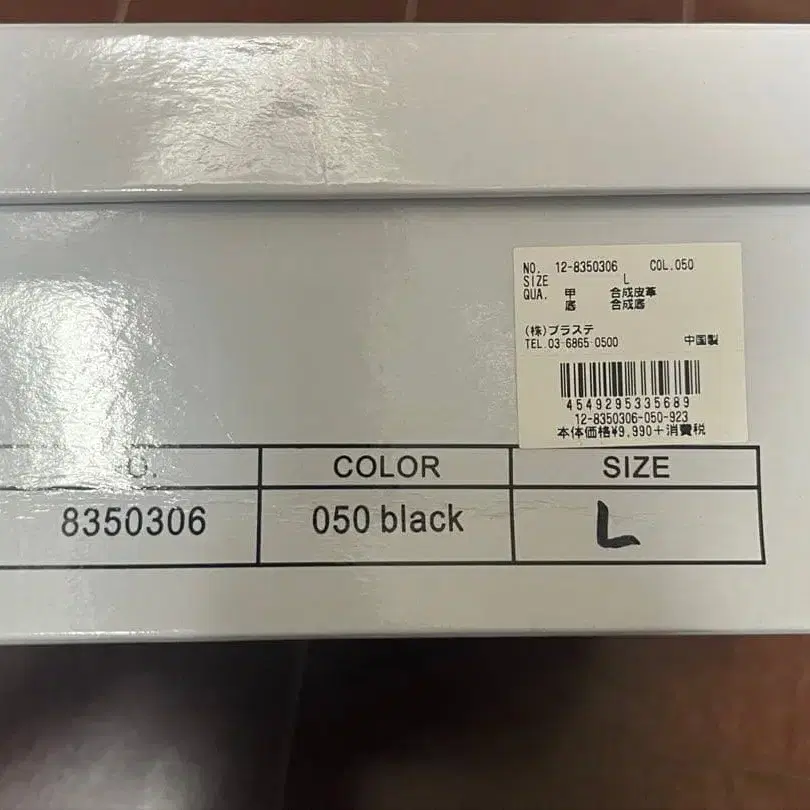 NO. 12-8350306 COL.050
SIZE L
QUA. 甲 合成皮革
底 合成底
(株)プラステ
TEL.03-6865-0500 中国製
4549295335689
12-8350306-050-923
本体価格¥9,990+消費税
COLOR SIZE
8350306 050 black L